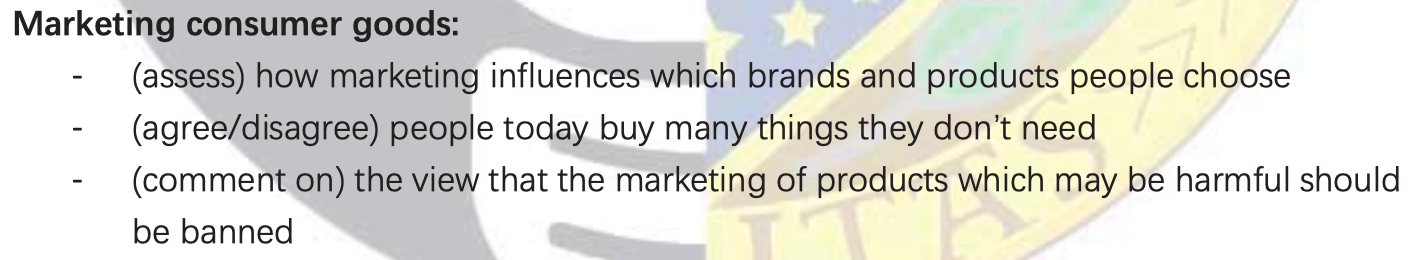 Marketing consumer goods:
- (assess) how marketing influences which brands and products people choose
- (agree/disagree) people today buy many things they don't need
- (comment on) the view that the marketing of products which may be harmful should
be banned
ITAS